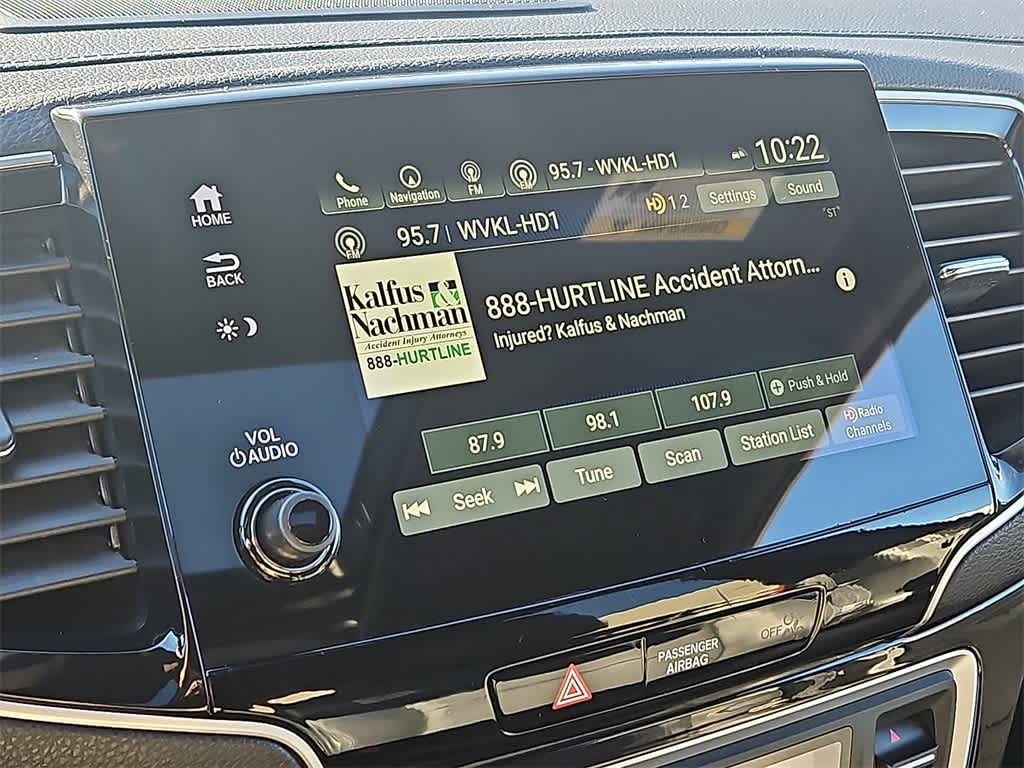 HOME
BACK
VOL
AUDIO
Phone
Navigation
FM
FM
95.7 - WVKL-HD1
10:22
FM
95.7 | WVKL-HD1
HD 1 2
Settings
Sound
"ST"
Kalfus &
Nachman
Accident Injury Attorneys
888-HURTLINE
888-HURTLINE Accident Attorn...
Injured? Kalfus & Nachman
i
87.9
98.1
107.9
Push & Hold
Seek
Tune
Scan
Station List
HD Radio
Channels
PASSENGER
AIRBAG
OFF